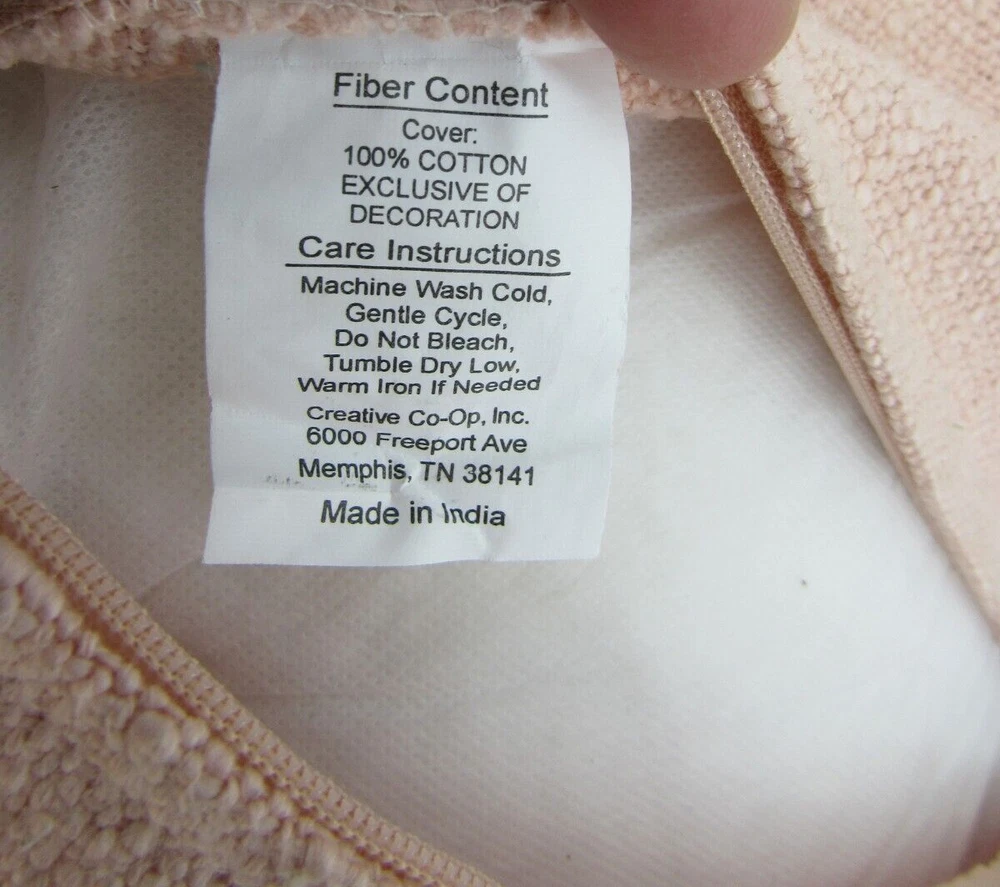 Fiber Content
Cover:
100% COTTON
EXCLUSIVE OF
DECORATION
Care Instructions
Machine Wash Cold,
Gentle Cycle,
Do Not Bleach,
Tumble Dry Low,
Warm Iron If Needed
Creative Co-Op, Inc.
6000 Freeport Ave
Memphis, TN 38141
Made in India